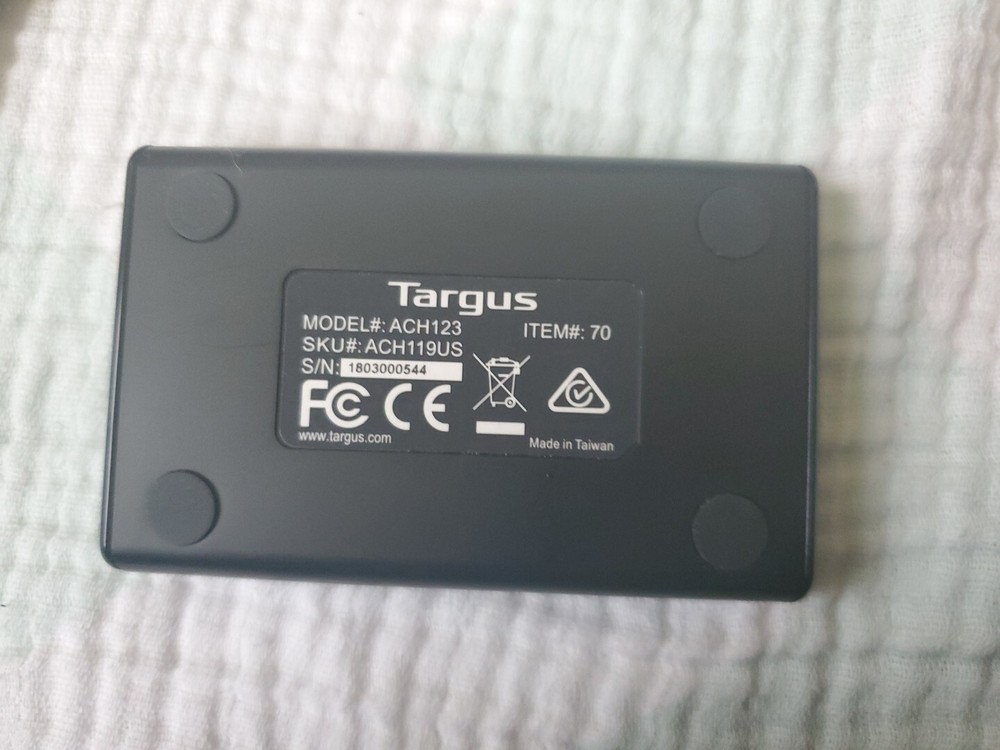 Targus
MODEL#: ACH123 ITEM#: 70
SKU#: ACH119US
S/N: 1803000544
FC CE
www.targus.com Made in Taiwan